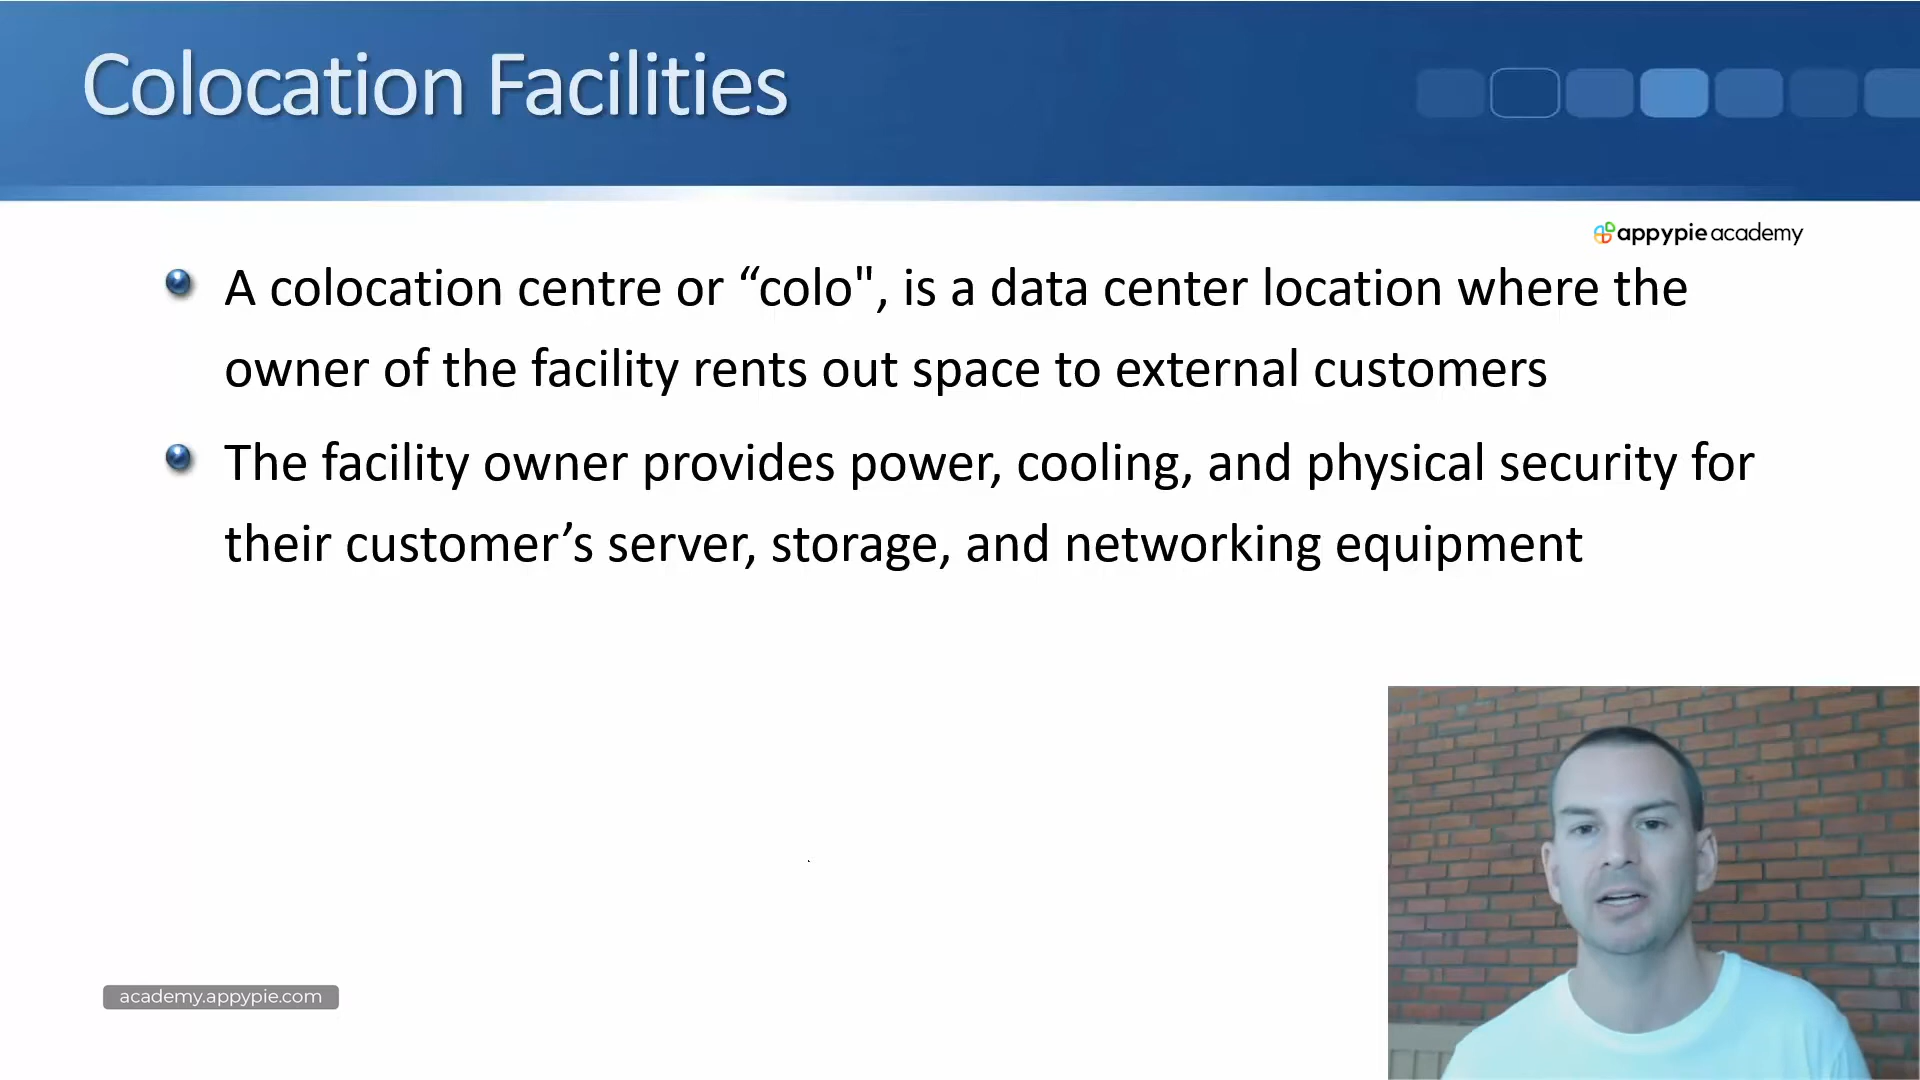 Colocation Facilities
appypie academy
A colocation centre or “colo", is a data center location where the
owner of the facility rents out space to external customers
The facility owner provides power, cooling, and physical security for
their customer’s server, storage, and networking equipment
academy.appypie.com